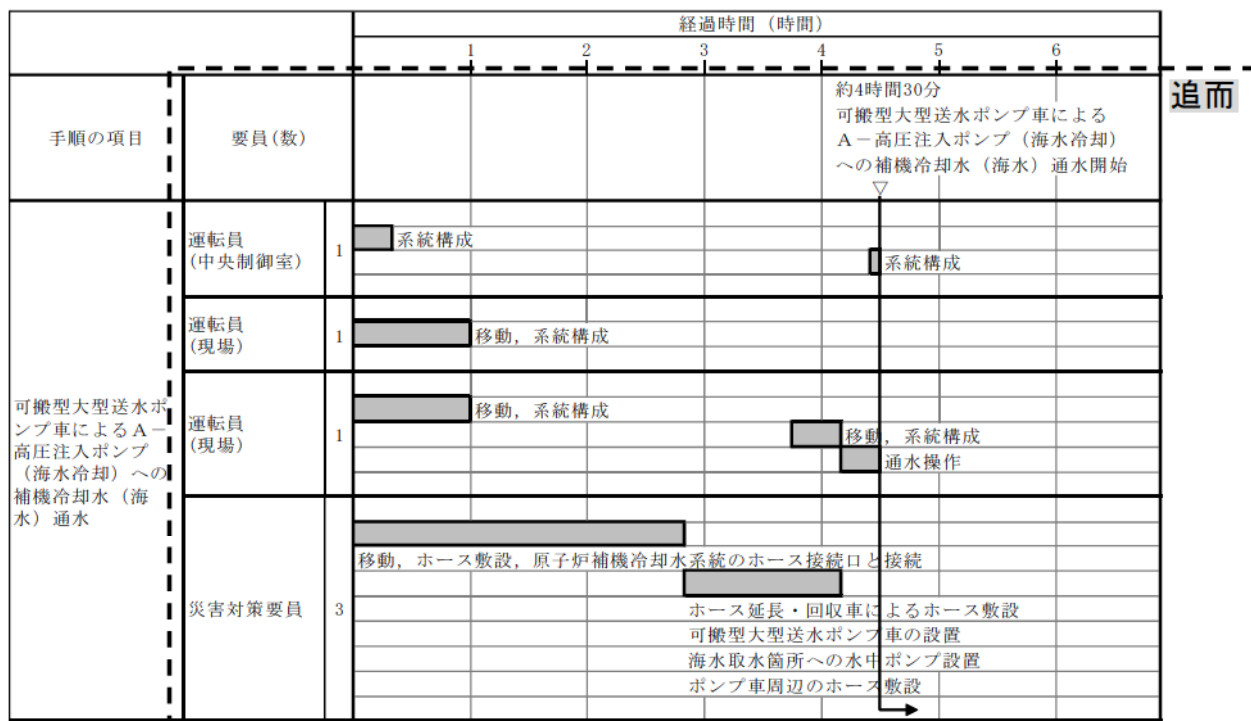 経過時間（時間）
1 2 3 4 5 6
追而
手順の項目
要員(数)
約4時間30分
可搬型大型送水ポンプ車による
A－高圧注入ポンプ（海水冷却）
への補機冷却水（海水）通水開始
▽
可搬型大型送水ポ
ンプ車によるA－
高圧注入ポンプ
（海水冷却）への
補機冷却水（海
水）通水
運転員
(中央制御室)
1
系統構成
系統構成
運転員
(現場)
1
移動，系統構成
運転員
(現場)
1
移動，系統構成
移動，系統構成
通水操作
災害対策要員
3
移動，ホース敷設，原子炉補機冷却水系統のホース接続口と接続
ホース延長・回収車によるホース敷設
可搬型大型送水ポンプ車の設置
海水取水箇所への水中ポンプ設置
ポンプ車周辺のホース敷設